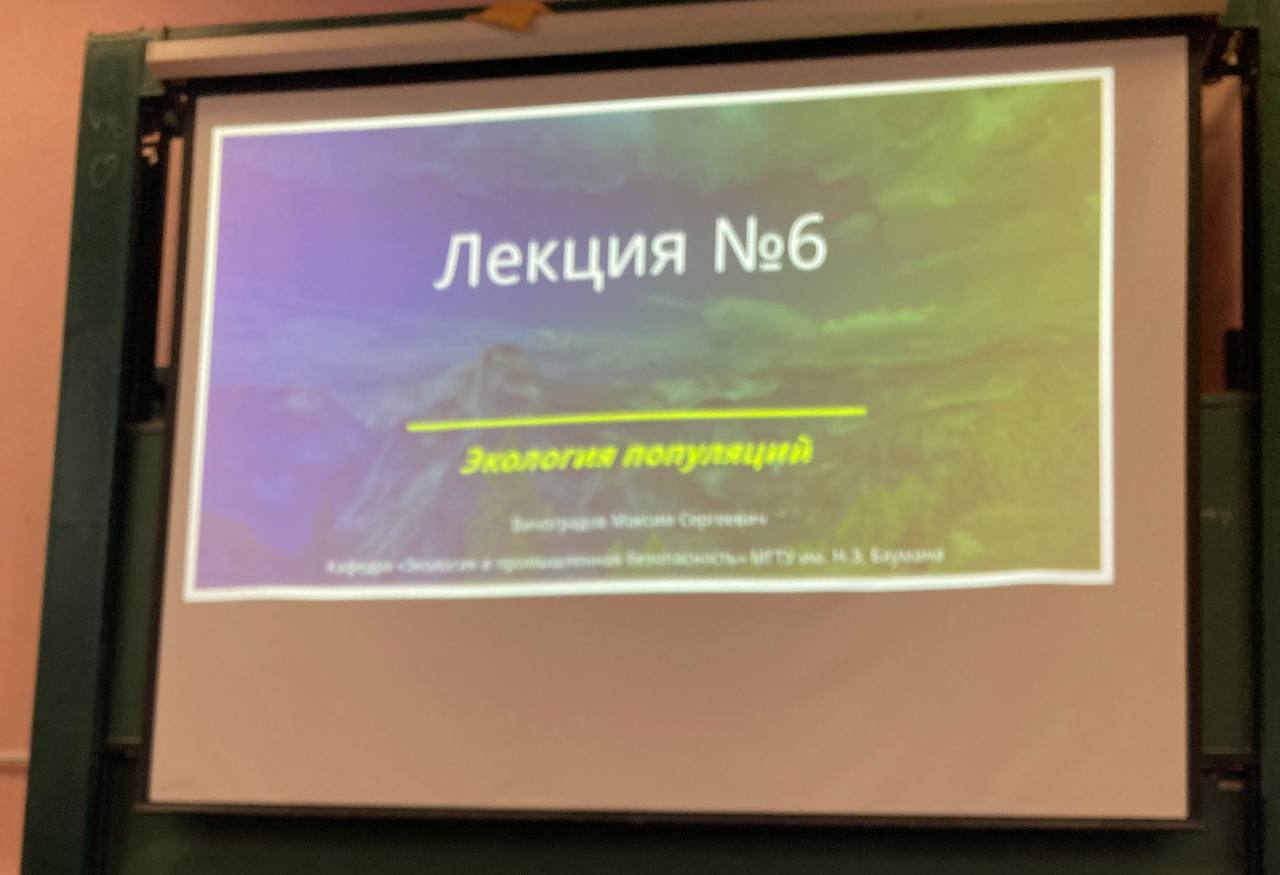 Лекция №6
Экология популяций
Виноградов Максим Сергеевич
Кафедра «Экология и промышленная безопасность» МГТУ им. Н.Э. Баумана